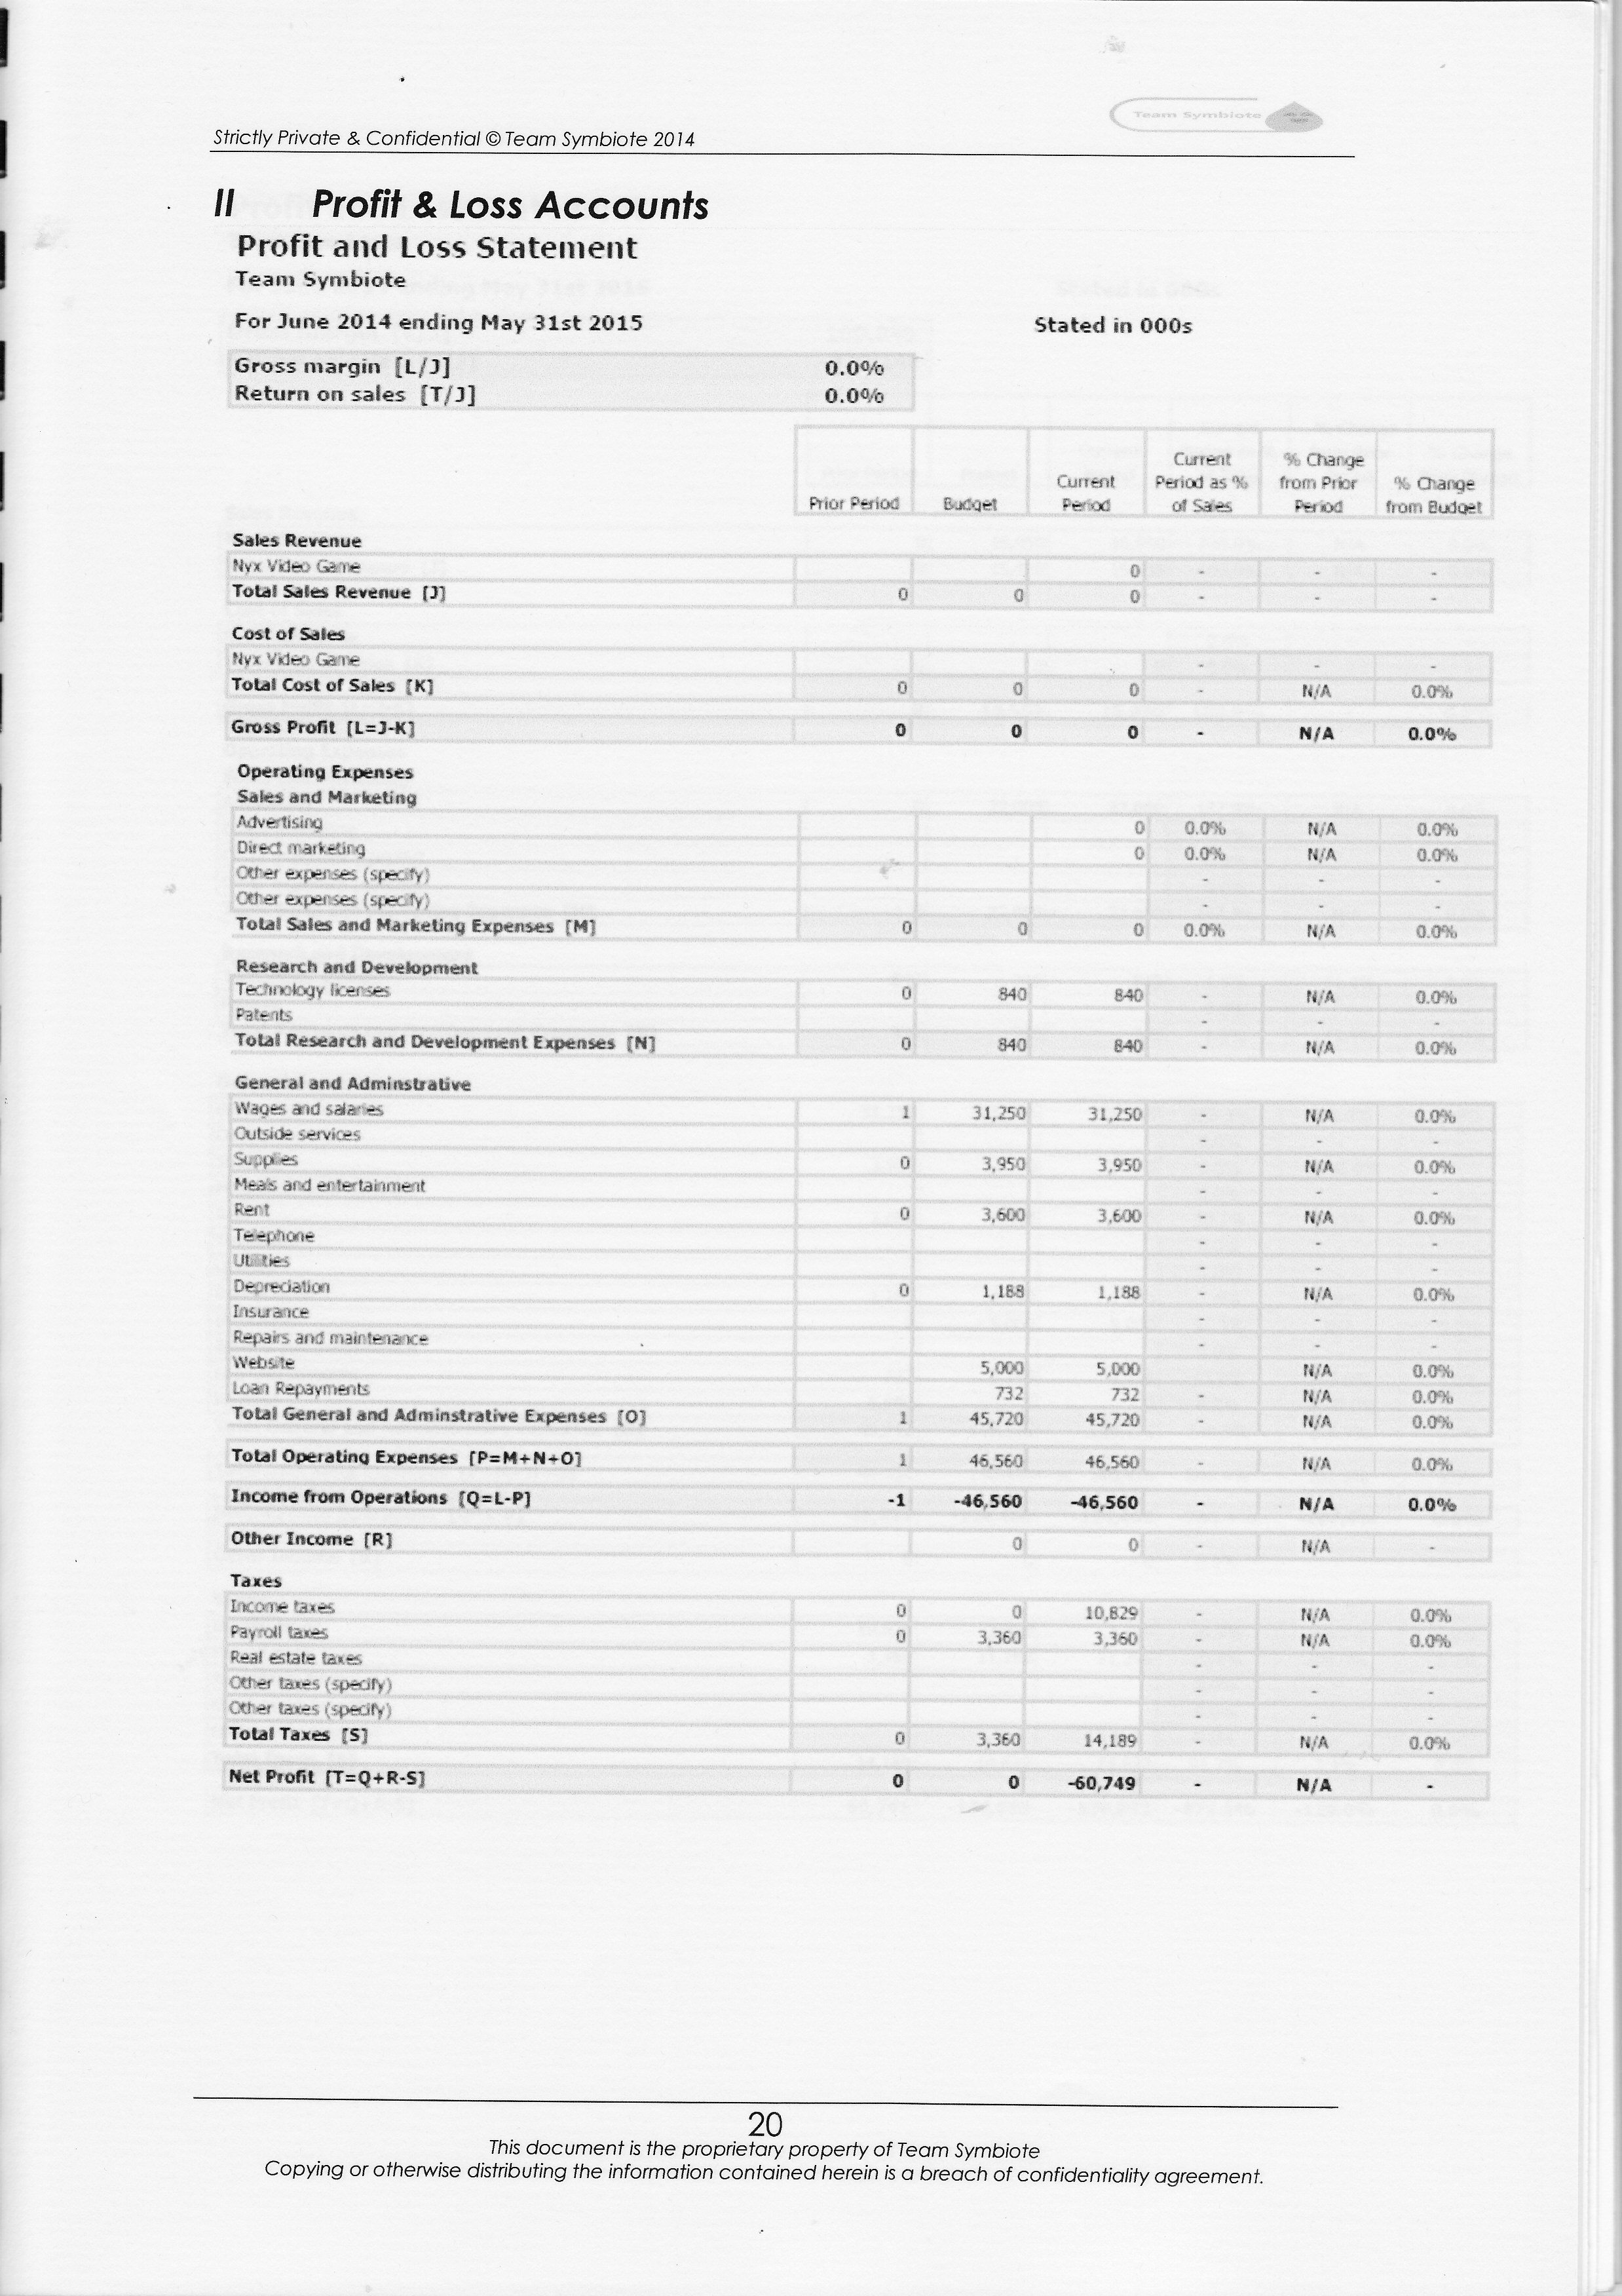 Team Symbiote
Strictly Private & Confidential © Team Symbiote 2014
II Profit & Loss Accounts
Profit and Loss Statement
Team Symbiote
For June 2014 ending May 31st 2015 Stated in 000s
Gross margin [L/J] 0.0%
Return on sales [T/J] 0.0%
Prior Period Budget Current Period Current Period as % of Sales % Change from Prior Period % Change from Budget
Sales Revenue
Nyx Video Game 0 - - -
Total Sales Revenue [J] 0 0 0 - - -
Cost of Sales
Nyx Video Game - - -
Total Cost of Sales [K] 0 0 0 - N/A 0.0%
Gross Profit [L=J-K] 0 0 0 - N/A 0.0%
Operating Expenses
Sales and Marketing
Advertising 0 0.0% N/A 0.0%
Direct marketing 0 0.0% N/A 0.0%
Other expenses (specify) - - -
Other expenses (specify) - - -
Total Sales and Marketing Expenses [M] 0 0 0 0.0% N/A 0.0%
Research and Development
Technology licenses 0 840 840 - N/A 0.0%
Patents - - -
Total Research and Development Expenses [N] 0 840 840 - N/A 0.0%
General and Adminstrative
Wages and salaries 1 31,250 31,250 - N/A 0.0%
Outside services - - -
Supplies 0 3,950 3,950 - N/A 0.0%
Meals and entertainment - - -
Rent 0 3,600 3,600 - N/A 0.0%
Telephone - - -
Utilities - - -
Depreciation 0 1,188 1,188 - N/A 0.0%
Insurance - - -
Repairs and maintenance - - -
Website 5,000 5,000 N/A 0.0%
Loan Repayments 732 732 - N/A 0.0%
Total General and Adminstrative Expenses [O] 1 45,720 45,720 - N/A 0.0%
Total Operating Expenses [P=M+N+O] 1 46,560 46,560 - N/A 0.0%
Income from Operations [Q=L-P] -1 -46,560 -46,560 - N/A 0.0%
Other Income [R] 0 0 - N/A -
Taxes
Income taxes 0 0 10,829 - N/A 0.0%
Payroll taxes 0 3,360 3,360 - N/A 0.0%
Real estate taxes - - -
Other taxes (specify) - - -
Other taxes (specify) - - -
Total Taxes [S] 0 3,360 14,189 - N/A 0.0%
Net Profit [T=Q+R-S] 0 0 -60,749 - N/A -
20
This document is the proprietary property of Team Symbiote
Copying or otherwise distributing the information contained herein is a breach of confidentiality agreement.